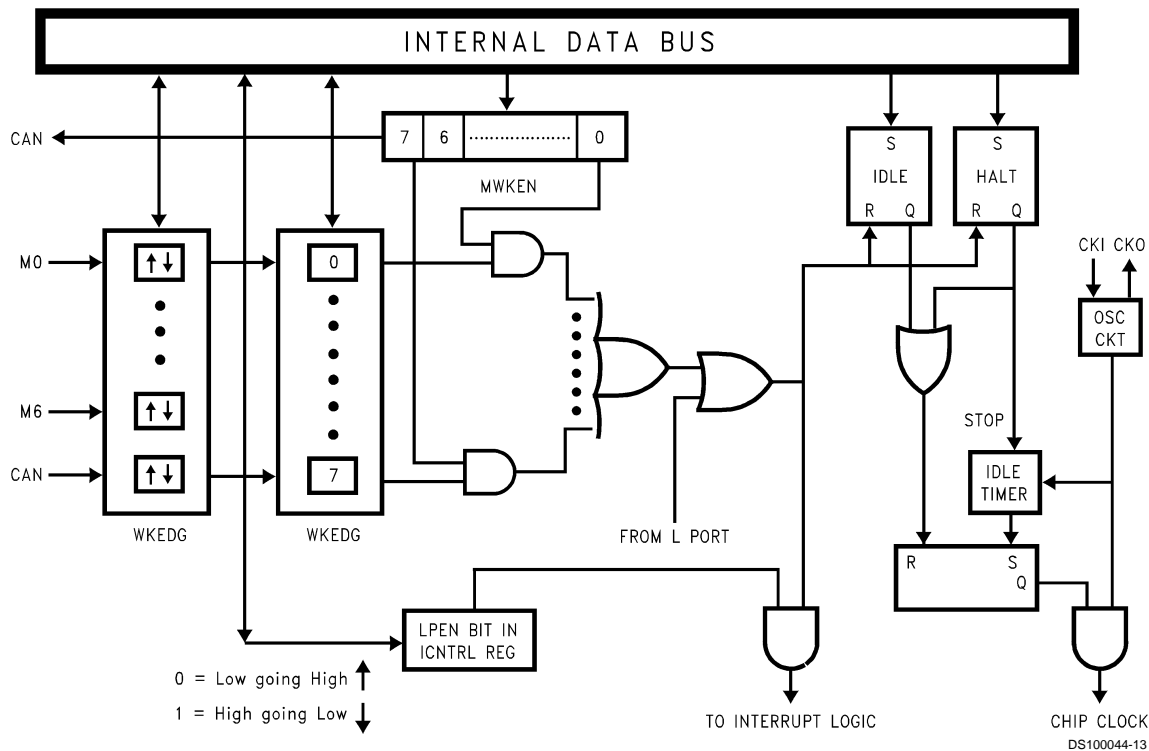 INTERNAL DATA BUS
CAN
7 6 0
MWKEN
S
IDLE
R Q
S
HALT
R Q
CKI CKO
OSC
CKT
M0
↑↓
0
M6
↑↓
CAN
↑↓
7
WKEDG
WKEDG
FROM L PORT
STOP
IDLE
TIMER
R S
Q
LPEN BIT IN
ICNTRL REG
0 = Low going High ↑
1 = High going Low ↓
TO INTERRUPT LOGIC
CHIP CLOCK
DS100044-13